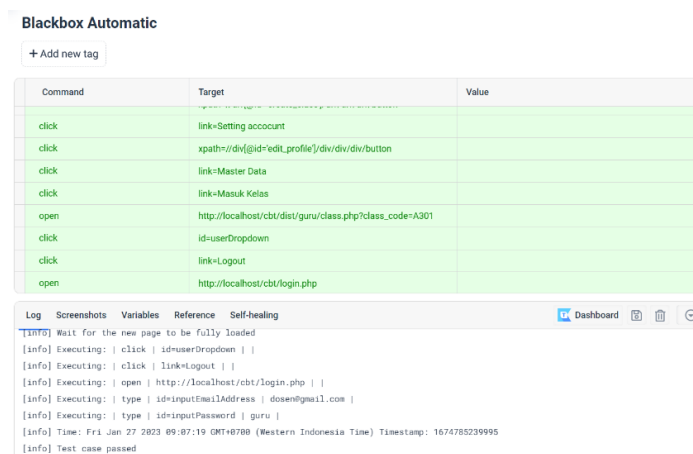 Blackbox Automatic
+ Add new tag
Command Target Value
click link=Setting accocunt
click xpath=//div[@id='edit_profile']/div/div/div/button
click link=Master Data
click link=Masuk Kelas
open http://localhost/cbt/dist/guru/class.php?class_code=A301
click id=userDropdown
click link=Logout
open http://localhost/cbt/login.php
Log Screenshots Variables Reference Self-healing Dashboard
[info] Wait for the new page to be fully loaded
[info] Executing: | click | id=userDropdown | |
[info] Executing: | click | link=Logout | |
[info] Executing: | open | http://localhost/cbt/login.php | |
[info] Executing: | type | id=inputEmailAddress | dosen@gmail.com |
[info] Executing: | type | id=inputPassword | guru |
[info] Time: Fri Jan 27 2023 09:07:19 GMT+0700 (Western Indonesia Time) Timestamp: 1674785239995
[info] Test case passed